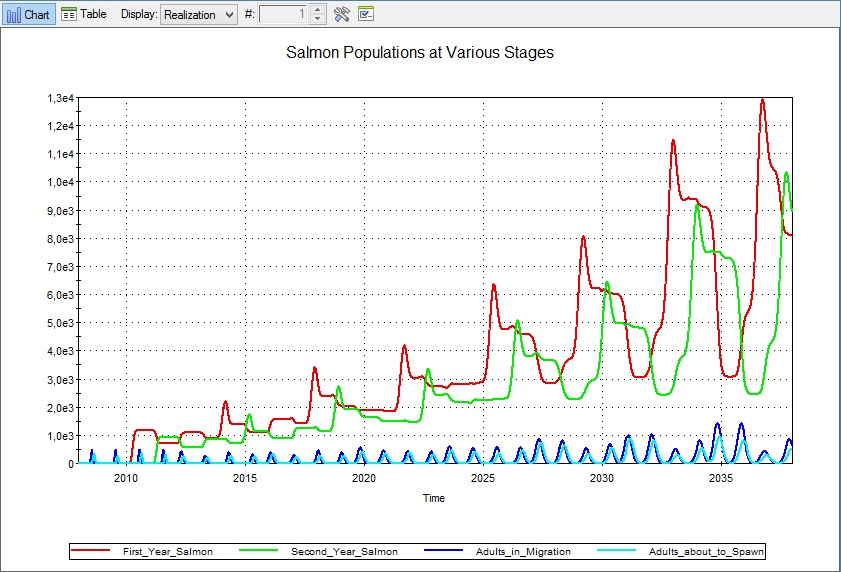 Chart Table Display: Realization #: 1
Salmon Populations at Various Stages
1,3e4
1,2e4
1,1e4
1,0e4
9,0e3
8,0e3
7,0e3
6,0e3
5,0e3
4,0e3
3,0e3
2,0e3
1,0e3
0
2010 2015 2020 2025 2030 2035
Time
First_Year_Salmon Second_Year_Salmon Adults_in_Migration Adults_about_to_Spawn